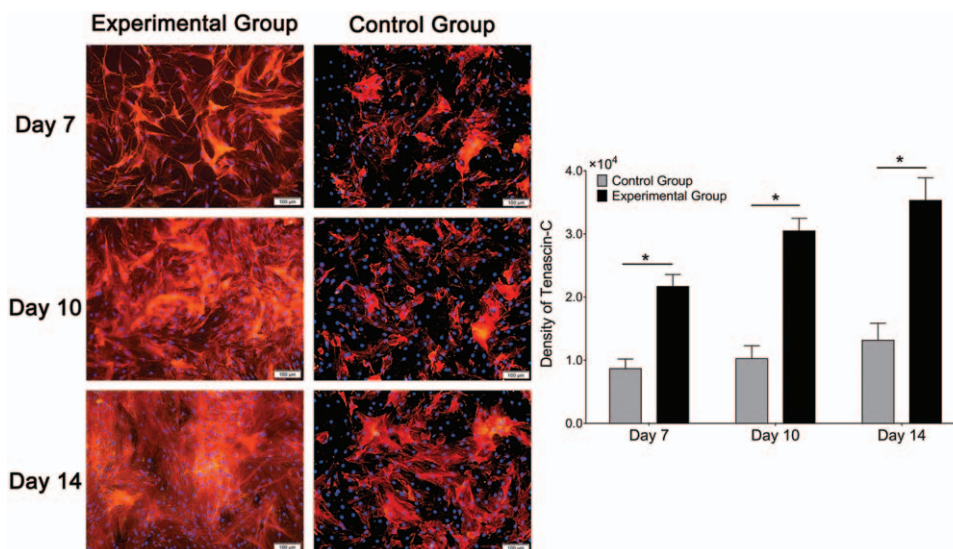 Experimental Group
Control Group
Day 7
100 µm
100 µm
Day 10
100 µm
100 µm
Day 14
100 µm
100 µm
×10⁴
4.0
Control Group
Experimental Group
3.0
2.0
1.0
0.0
Density of Tenascin-C
*
*
*
Day 7
Day 10
Day 14